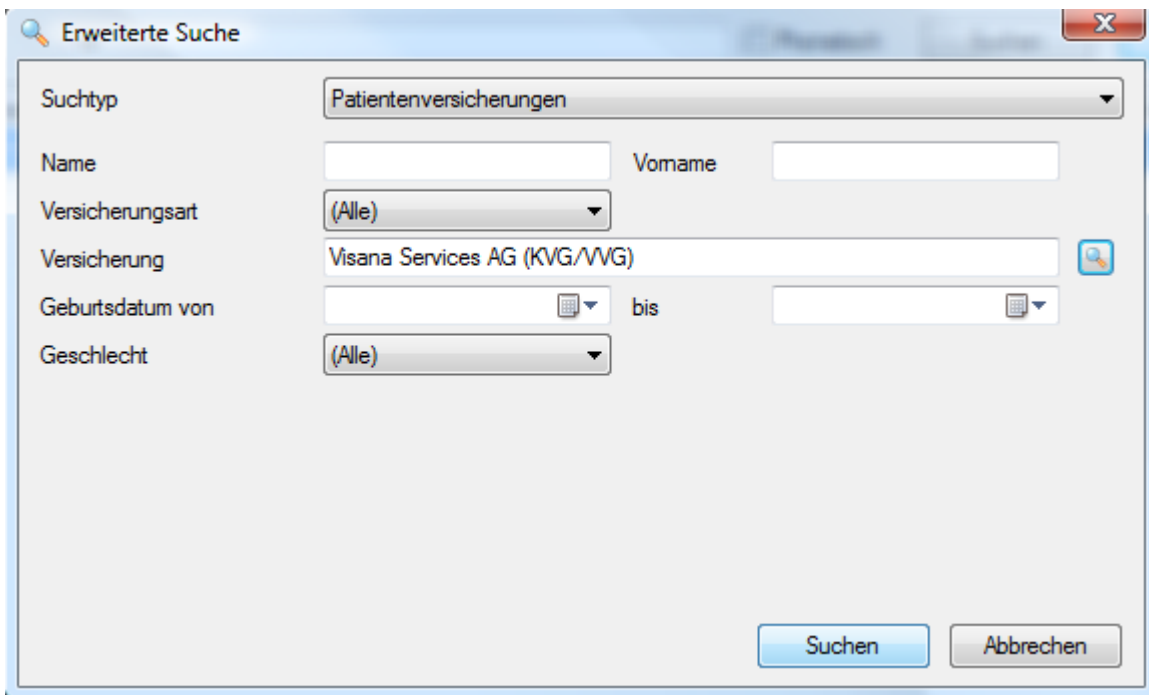 Erweiterte Suche
Suchtyp Patientenversicherungen
Name Vorname
Versicherungsart (Alle)
Versicherung Visana Services AG (KVG/VVG)
Geburtsdatum von bis
Geschlecht (Alle)
Suchen Abbrechen